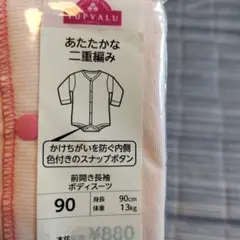 TOPVALU
あたたかな
二重編み
かけちがいを防ぐ内側
色付きのスナップボタン
前開き長袖
ボディスーツ
90 身長 90cm
体重 13kg
本体 ¥880